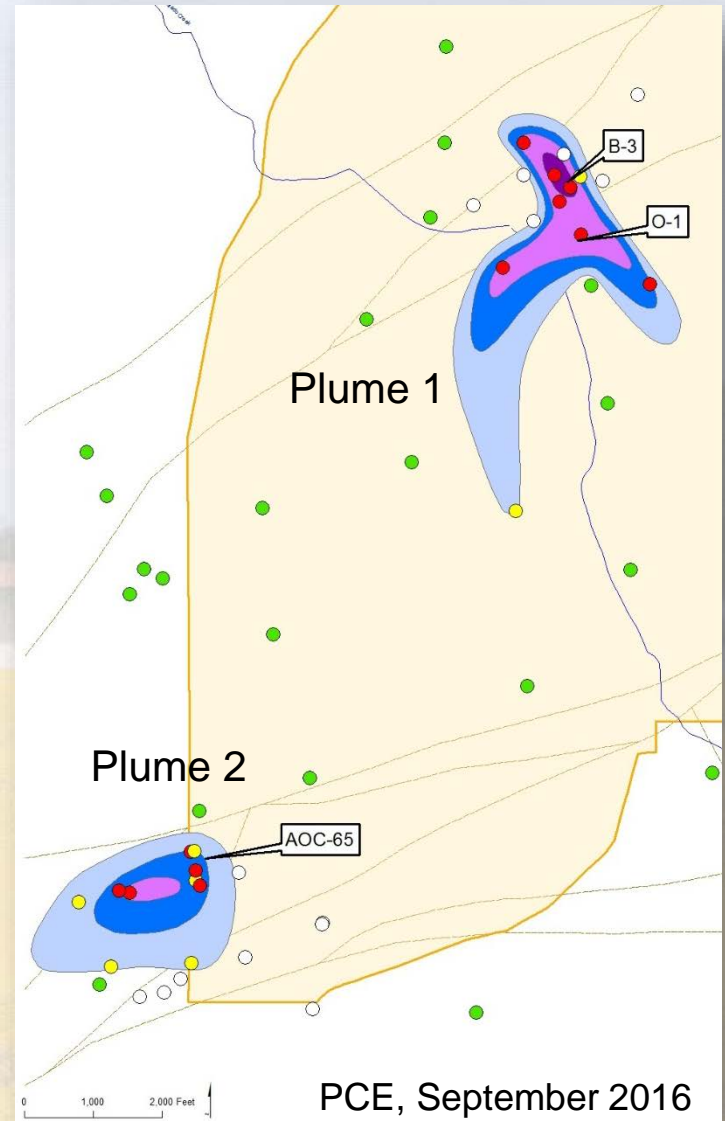 B-3
O-1
Plume 1
Plume 2
AOC-65
0 1,000 2,000 Feet
PCE, September 2016